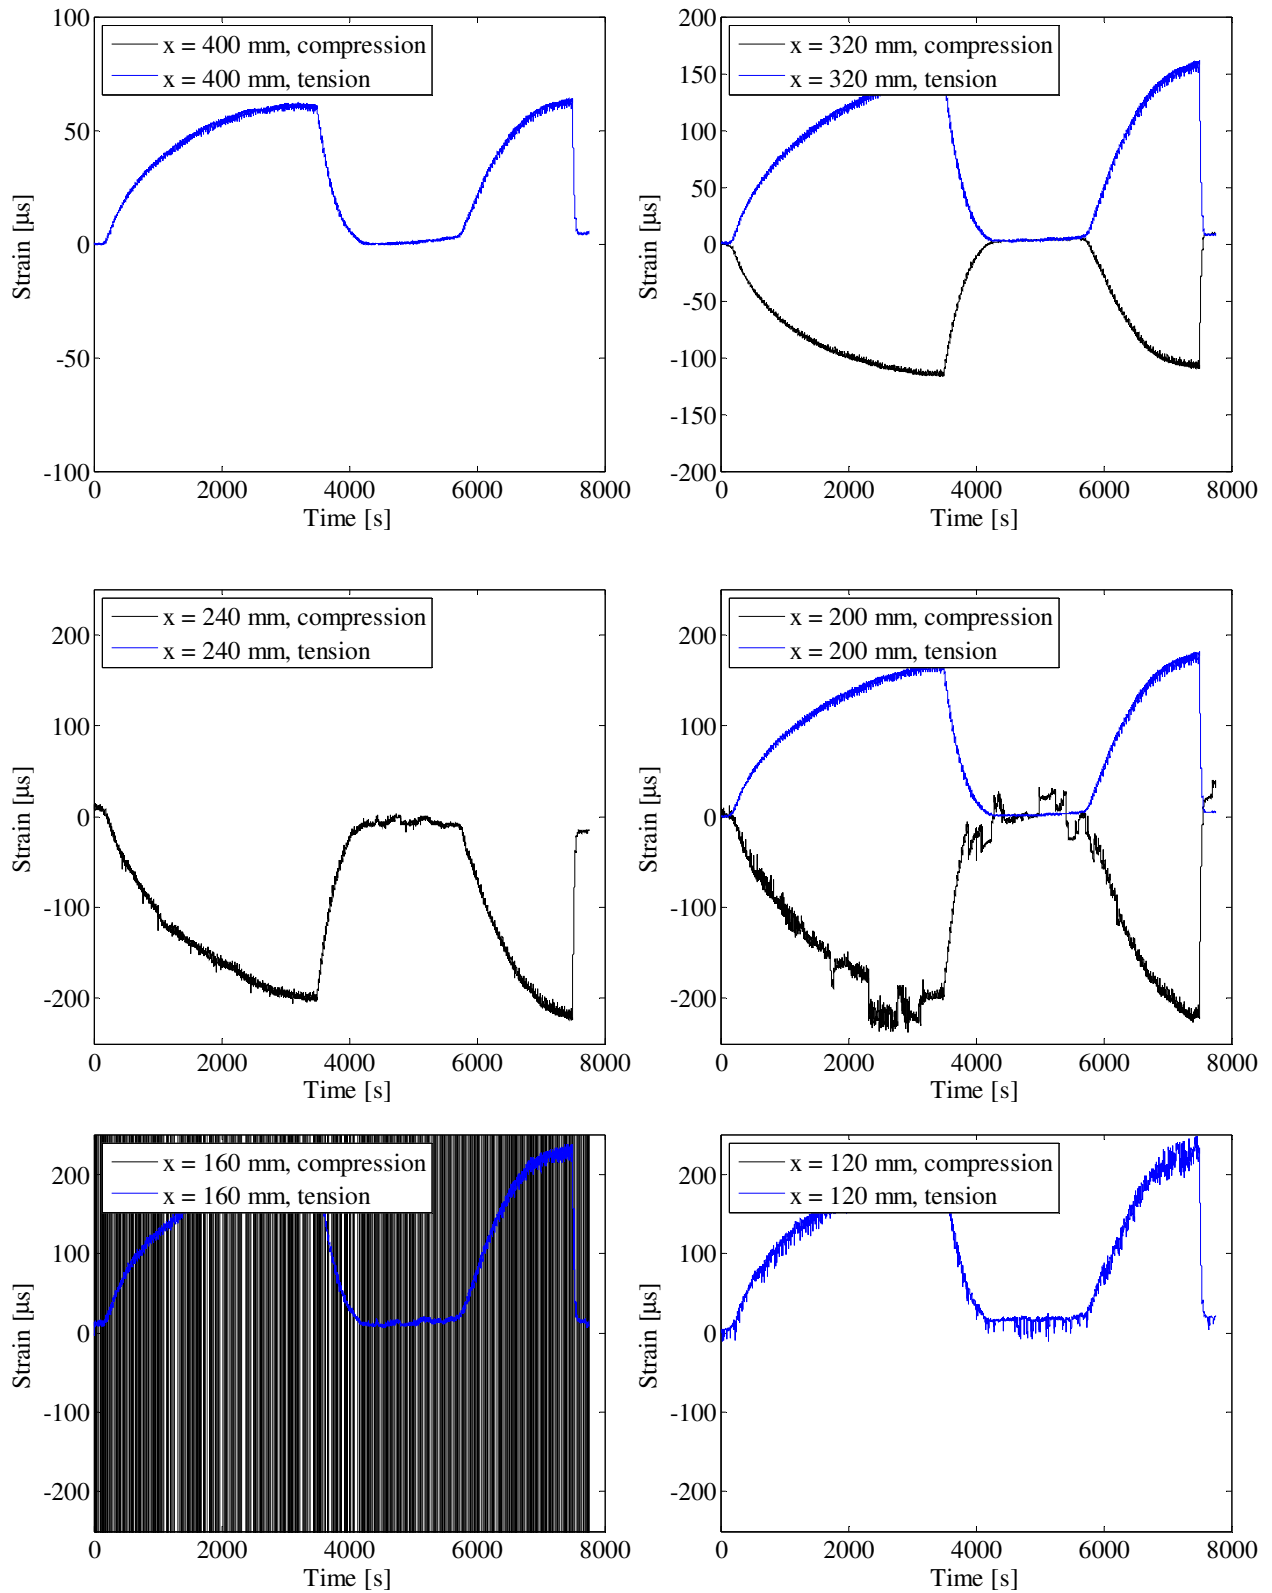 100
50
0
-50
-100
Strain [µs]
x = 400 mm, compression
x = 400 mm, tension
0 2000 4000 6000 8000
Time [s]
200
150
100
50
0
-50
-100
-150
-200
Strain [µs]
x = 320 mm, compression
x = 320 mm, tension
0 2000 4000 6000 8000
Time [s]
200
100
0
-100
-200
Strain [µs]
x = 240 mm, compression
x = 240 mm, tension
0 2000 4000 6000 8000
Time [s]
200
100
0
-100
-200
Strain [µs]
x = 200 mm, compression
x = 200 mm, tension
0 2000 4000 6000 8000
Time [s]
200
100
0
-100
-200
Strain [µs]
x = 160 mm, compression
x = 160 mm, tension
0 2000 4000 6000 8000
Time [s]
200
100
0
-100
-200
Strain [µs]
x = 120 mm, compression
x = 120 mm, tension
0 2000 4000 6000 8000
Time [s]